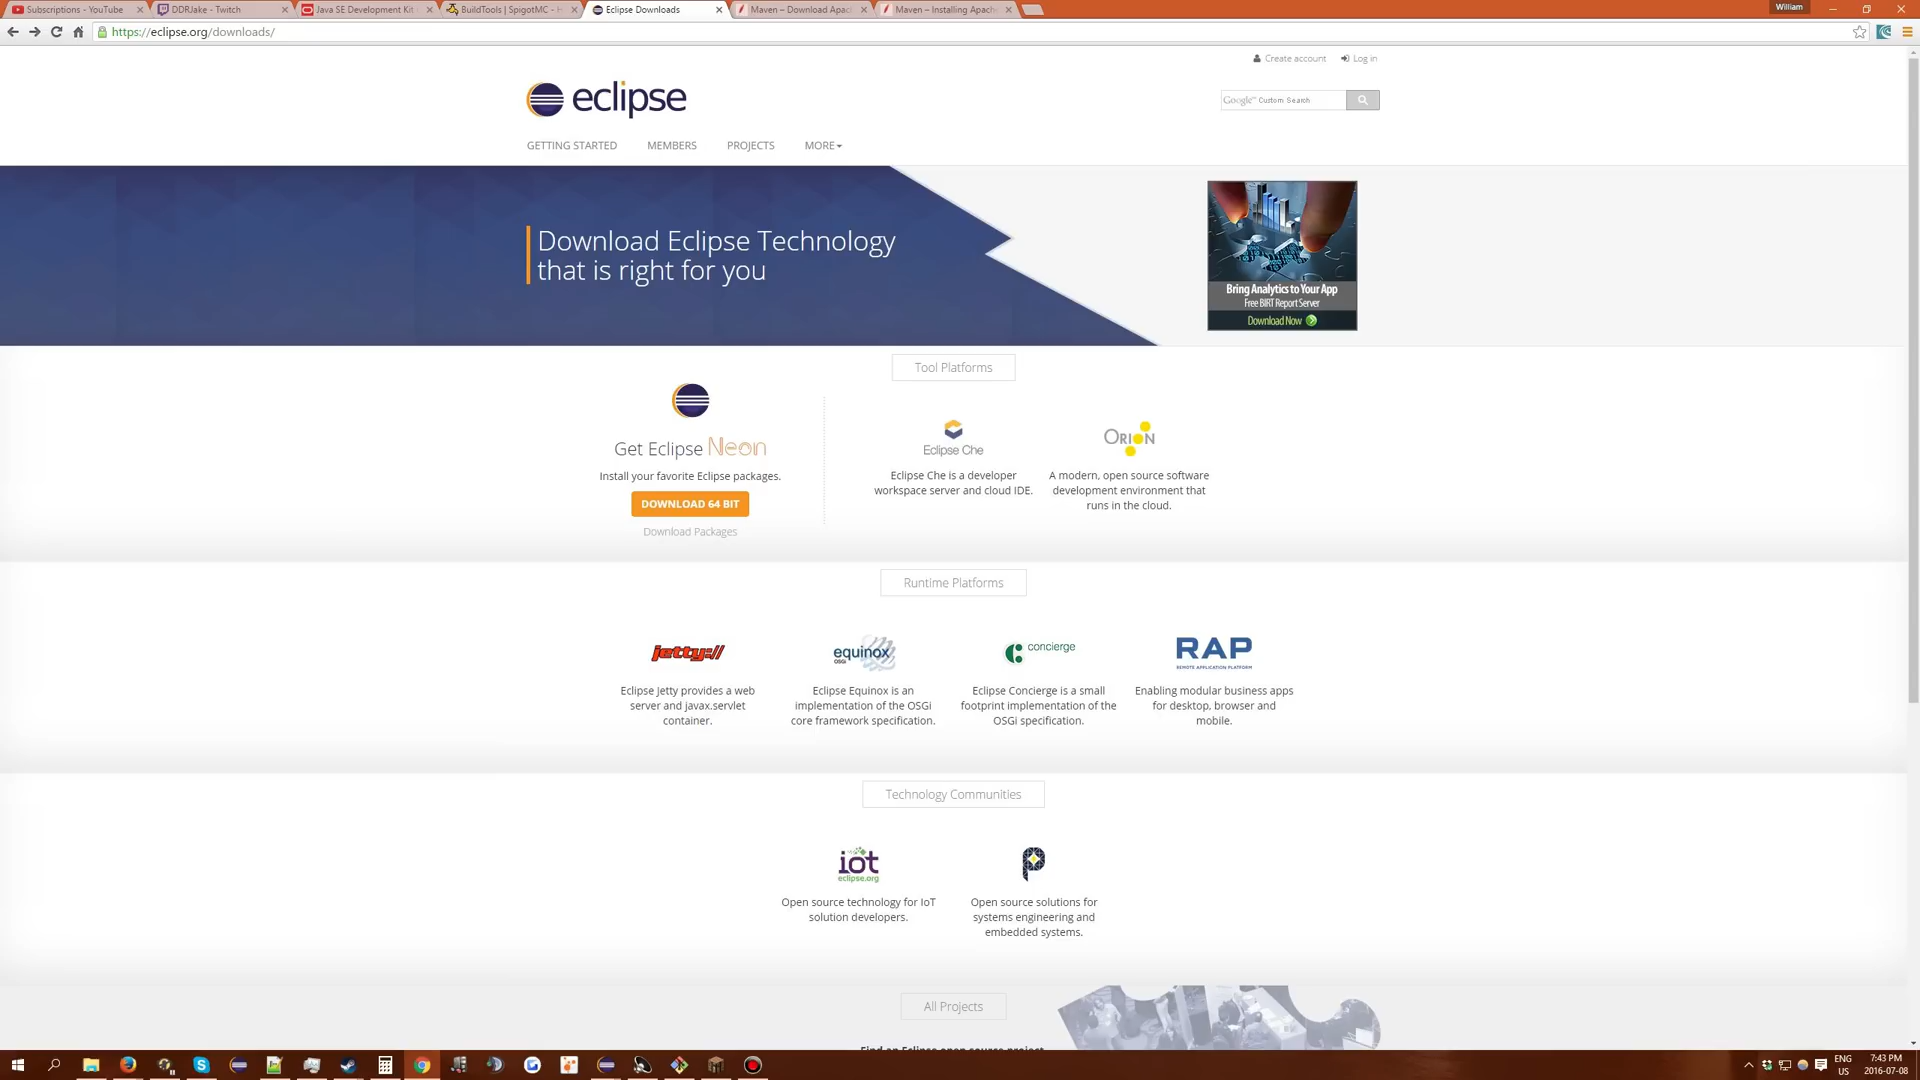 Subscriptions - YouTube
DDRJake - Twitch
Java SE Development Kit
BuildTools | SpigotMC - H
Eclipse Downloads
Maven – Download Apac
Maven – Installing Apache
William
https://eclipse.org/downloads/
Create account
Log in
eclipse
Google™ Custom Search
GETTING STARTED
MEMBERS
PROJECTS
MORE
Download Eclipse Technology
that is right for you
Bring Analytics to Your App
Free BIRT Report Server
Download Now
Tool Platforms
Get Eclipse Neon
Install your favorite Eclipse packages.
DOWNLOAD 64 BIT
Download Packages
Eclipse Che
Eclipse Che is a developer
workspace server and cloud IDE.
ORION
A modern, open source software
development environment that
runs in the cloud.
Runtime Platforms
jetty://
Eclipse Jetty provides a web
server and javax.servlet
container.
equinox
OSGi
Eclipse Equinox is an
implementation of the OSGi
core framework specification.
concierge
Eclipse Concierge is a small
footprint implementation of the
OSGi specification.
RAP
REMOTE APPLICATION PLATFORM
Enabling modular business apps
for desktop, browser and
mobile.
Technology Communities
iot
eclipse.org
Open source technology for IoT
solution developers.
Open source solutions for
systems engineering and
embedded systems.
All Projects
Find an Eclipse open source project
ENG
US
7:43 PM
2016-07-08